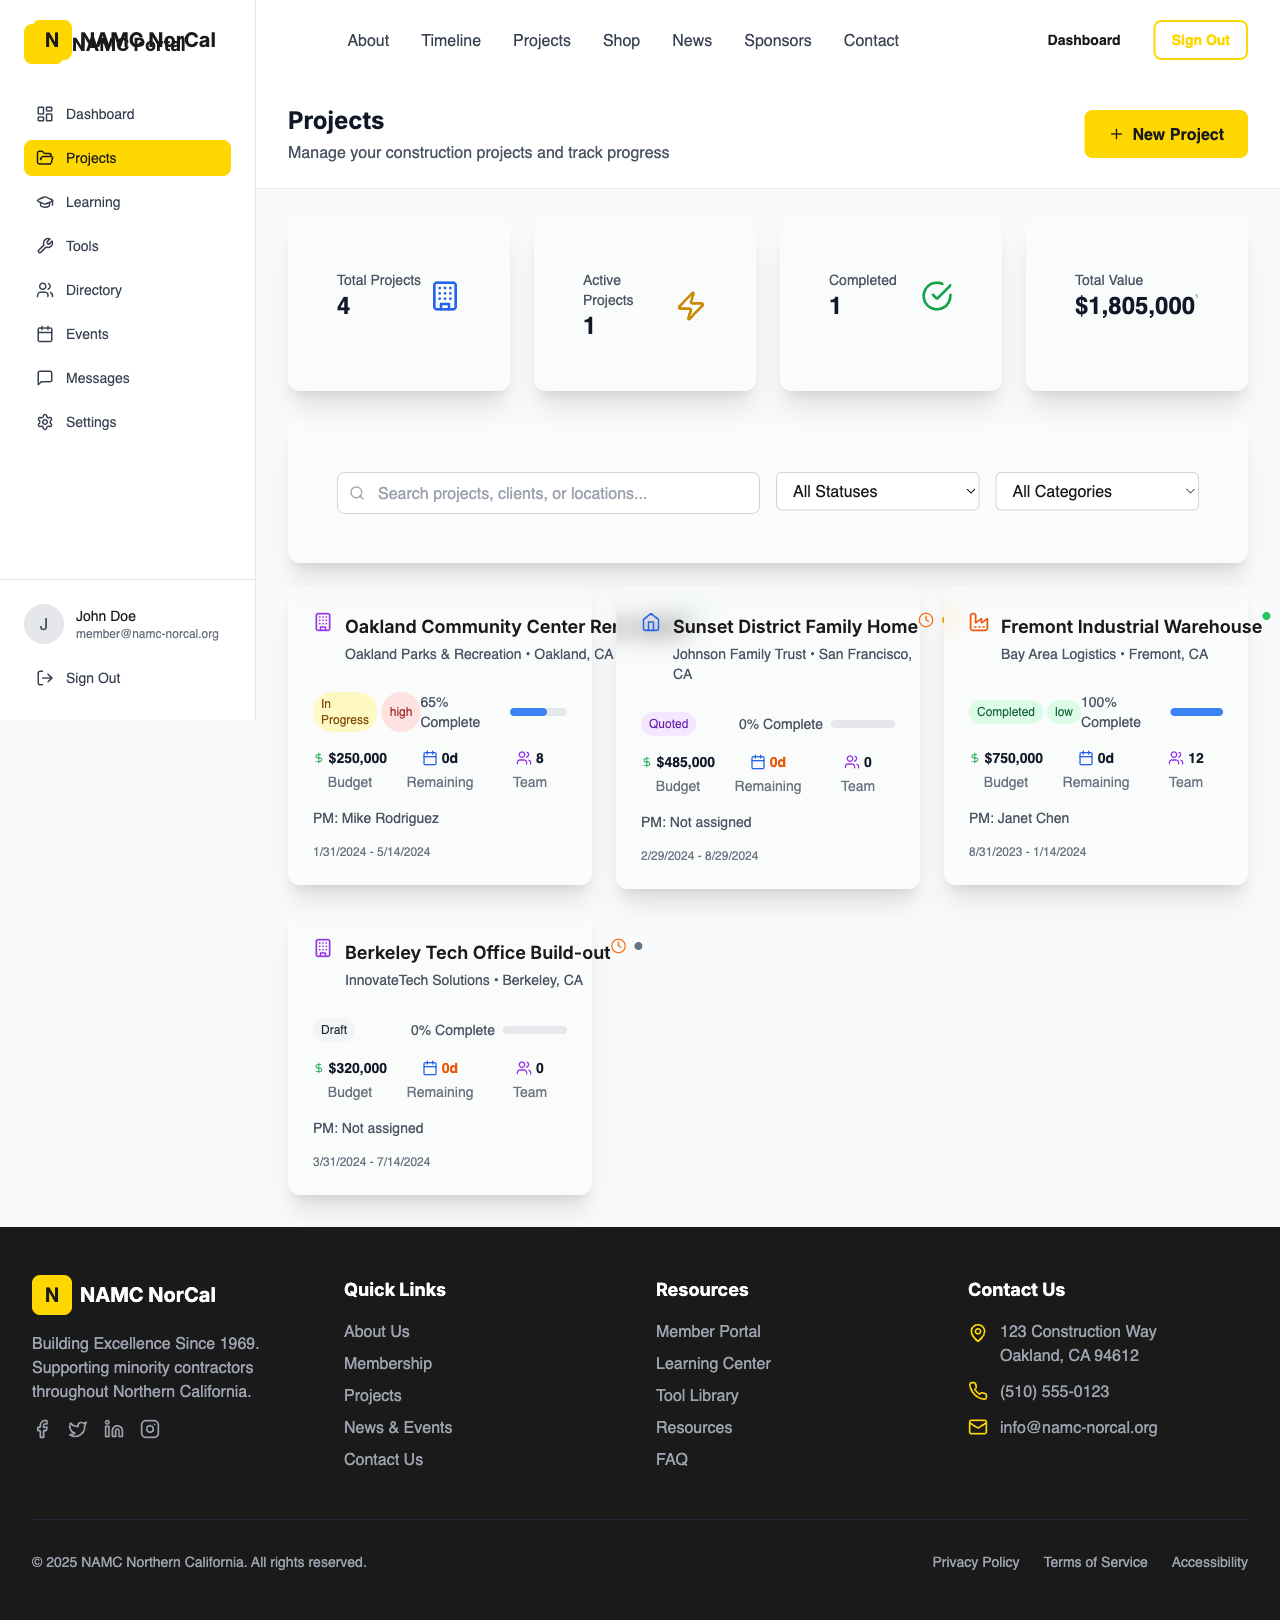 N NAMC NorCal
NAMC Portal
About Timeline Projects Shop News Sponsors Contact
Dashboard Sign Out
Dashboard
Projects
Learning
Tools
Directory
Events
Messages
Settings
J
John Doe
member@namc-norcal.org
Sign Out
Projects
Manage your construction projects and track progress
New Project
Total Projects
4
Active
Projects
1
Completed
1
Total Value
$1,805,000
Search projects, clients, or locations...
All Statuses
All Categories
Oakland Community Center
Oakland Parks & Recreation • Oakland, CA
In
Progress
high
65%
Complete
$250,000 0d 8
Budget Remaining Team
PM: Mike Rodriguez
1/31/2024 - 5/14/2024
Sunset District Family Home
Johnson Family Trust • San Francisco,
CA
Quoted
0% Complete
$485,000 0d 0
Budget Remaining Team
PM: Not assigned
2/29/2024 - 8/29/2024
Fremont Industrial Warehouse
Bay Area Logistics • Fremont, CA
Completed
low
100%
Complete
$750,000 0d 12
Budget Remaining Team
PM: Janet Chen
8/31/2023 - 1/14/2024
Berkeley Tech Office Build-out
InnovateTech Solutions • Berkeley, CA
Draft
0% Complete
$320,000 0d 0
Budget Remaining Team
PM: Not assigned
3/31/2024 - 7/14/2024
N NAMC NorCal
Building Excellence Since 1969.
Supporting minority contractors
throughout Northern California.
Quick Links
About Us
Membership
Projects
News & Events
Contact Us
Resources
Member Portal
Learning Center
Tool Library
Resources
FAQ
Contact Us
123 Construction Way
Oakland, CA 94612
(510) 555-0123
info@namc-norcal.org
© 2025 NAMC Northern California. All rights reserved.
Privacy Policy Terms of Service Accessibility